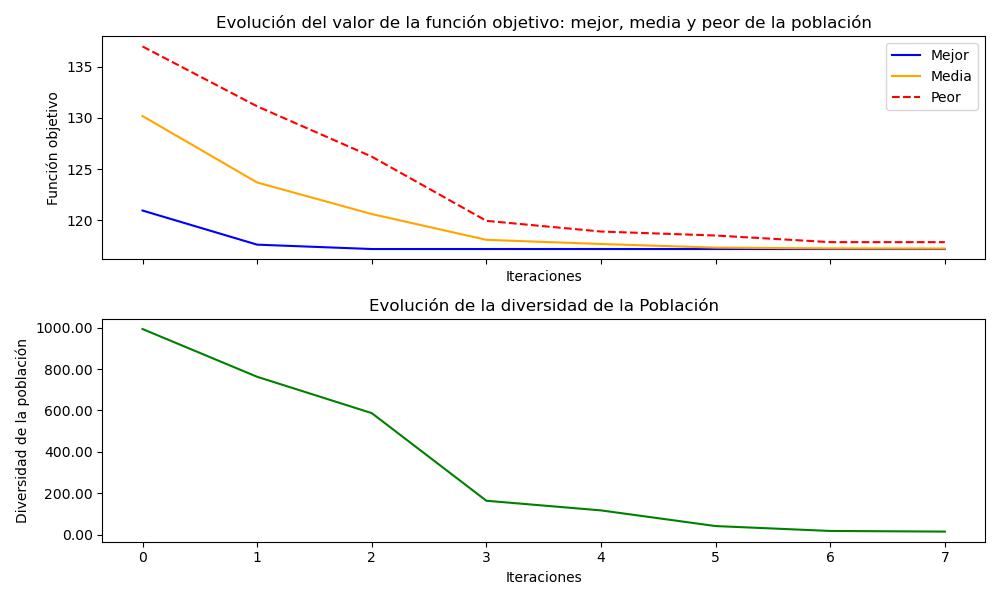 Evolución del valor de la función objetivo: mejor, media y peor de la población
Función objetivo
135
130
125
120
Mejor
Media
Peor
Iteraciones
Evolución de la diversidad de la Población
Diversidad de la población
1000.00
800.00
600.00
400.00
200.00
0.00
0 1 2 3 4 5 6 7
Iteraciones